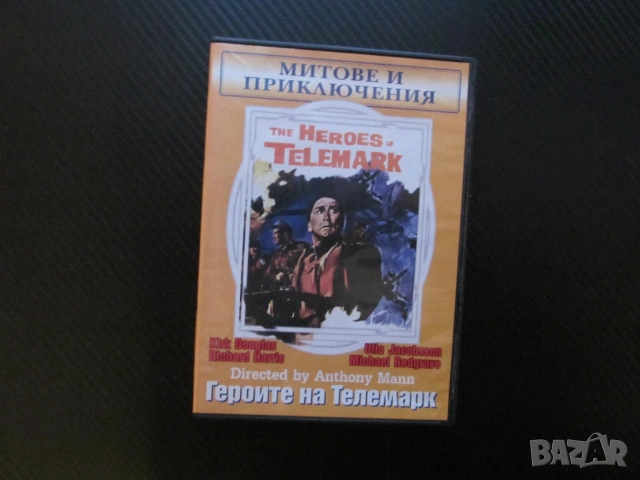 МИТОВЕ И
ПРИКЛЮЧЕНИЯ
THE HEROES OF
TELEMARK
Kirk Douglas
Richard Harris
Ulla Jacobsson
Michael Redgrave
Directed by Anthony Mann
Героите на Телемарк
BAZAR